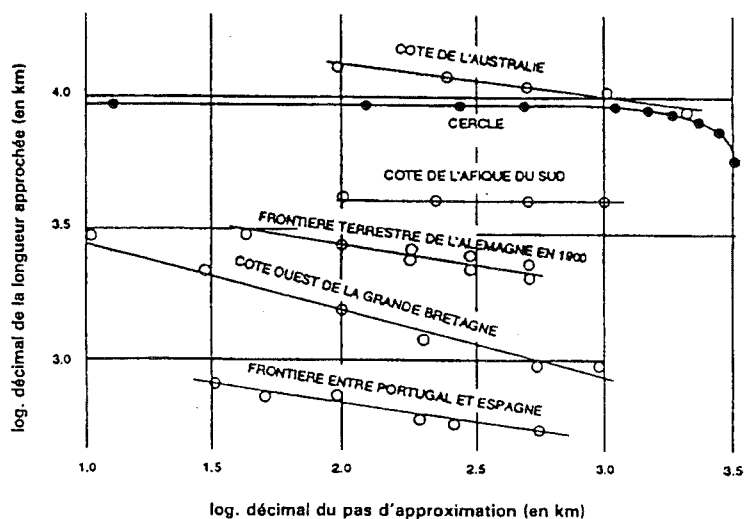 COTE DE L'AUSTRALIE
4.0
CERCLE
COTE DE L'AFIQUE DU SUD
3.5
FRONTIERE TERRESTRE DE L'ALEMAGNE EN 1900
COTE OUEST DE LA GRANDE BRETAGNE
3.0
FRONTIERE ENTRE PORTUGAL ET ESPAGNE
log. décimal de la longueur approchée (en km)
1.0 1.5 2.0 2.5 3.0 3.5
log. décimal du pas d'approximation (en km)